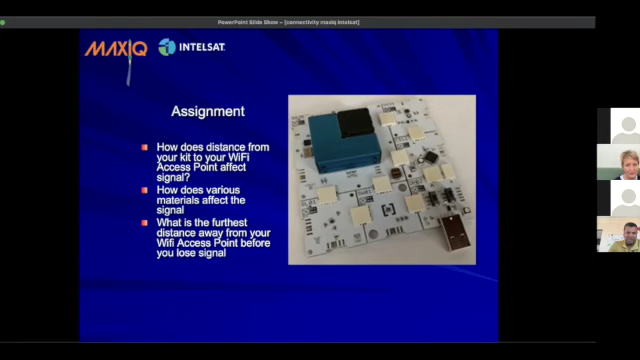 PowerPoint Slide Show - [connectivity maxiq intelsat]
MAXIQ
INTELSAT
Assignment
How does distance from
your kit to your WiFi
Access Point affect
signal?
How does various
materials affect the
signal
What is the furthest
distance away from your
Wifi Access Point before
you lose signal